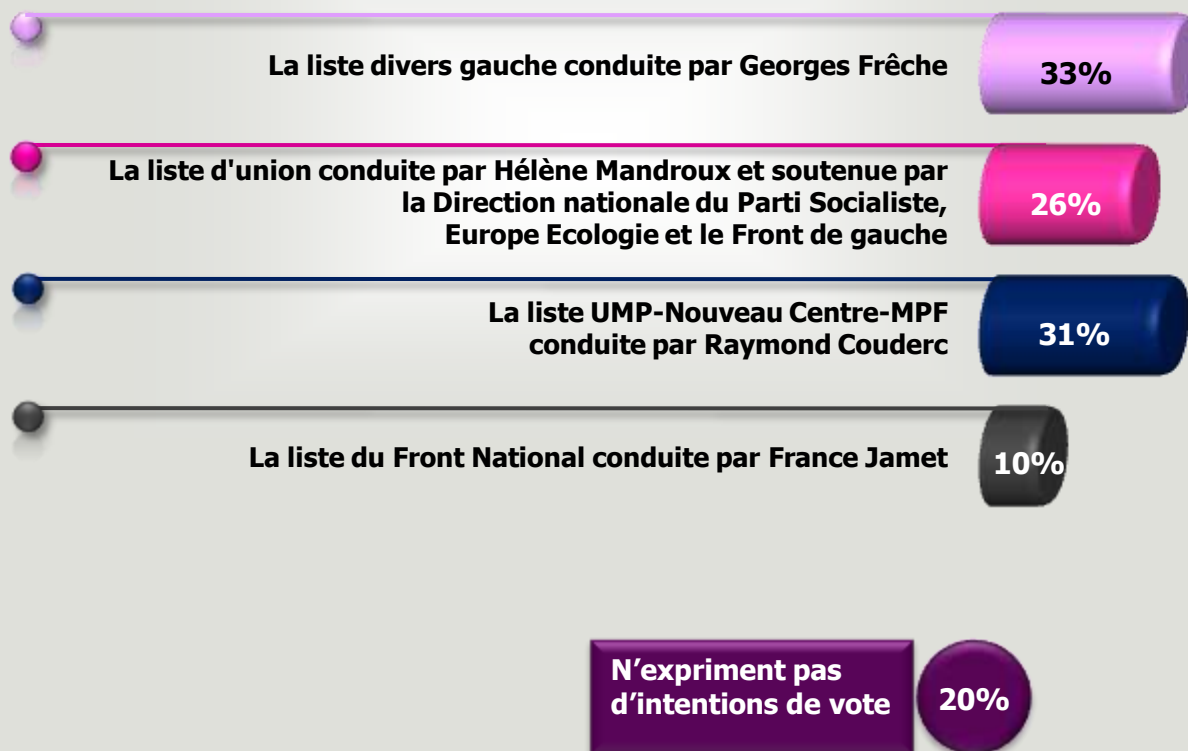 La liste divers gauche conduite par Georges Frêche
33%
La liste d'union conduite par Hélène Mandroux et soutenue par
la Direction nationale du Parti Socialiste,
Europe Ecologie et le Front de gauche
26%
La liste UMP-Nouveau Centre-MPF
conduite par Raymond Couderc
31%
La liste du Front National conduite par France Jamet
10%
N’expriment pas
d’intentions de vote
20%